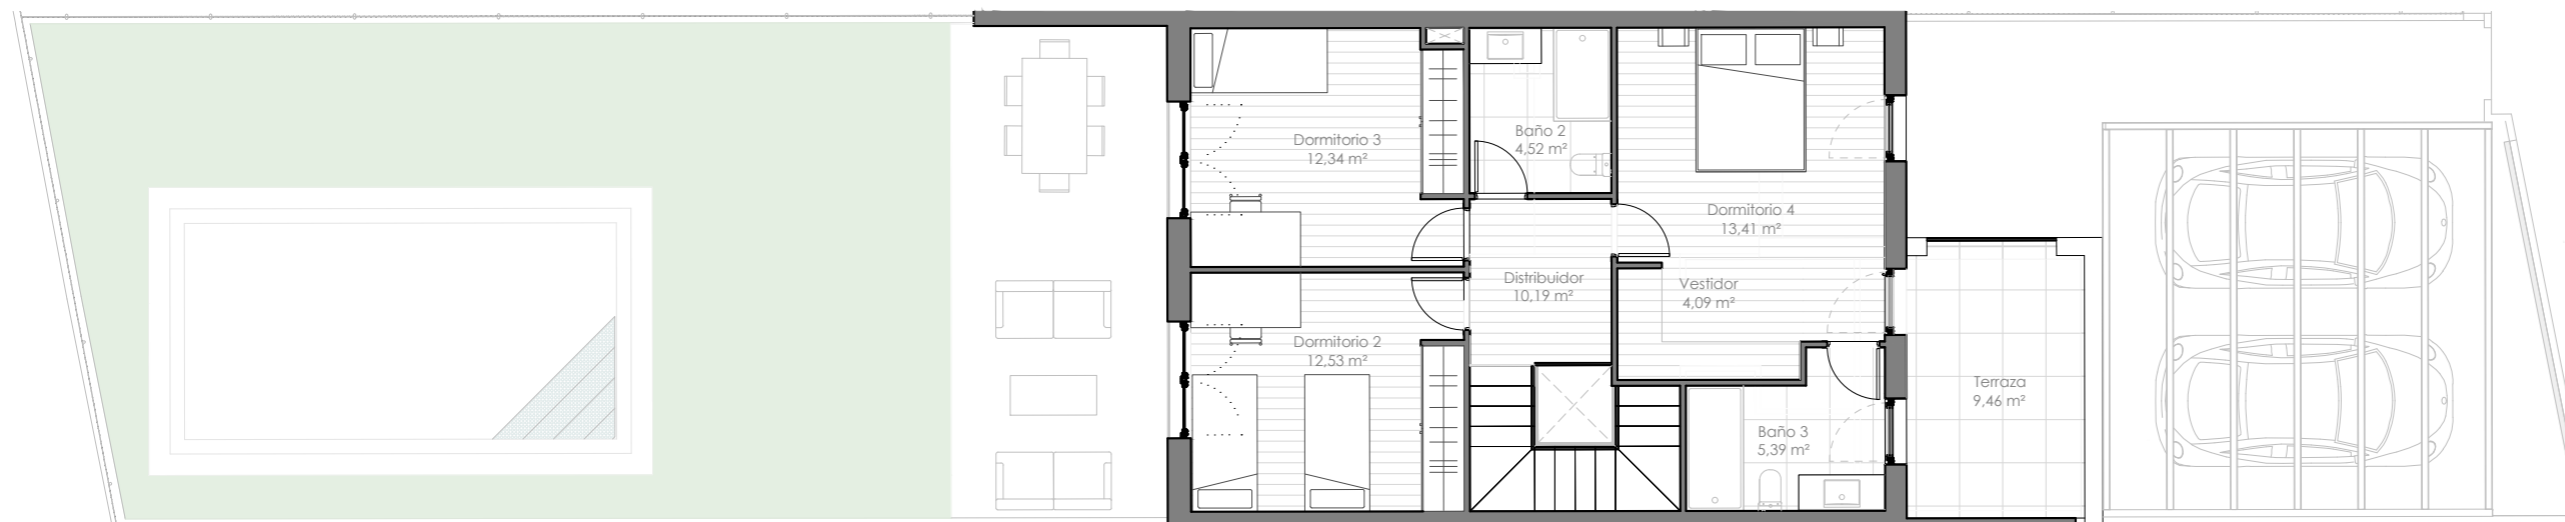 Dormitorio 3
12,34 m²
Baño 2
4,52 m²
Dormitorio 4
13,41 m²
Distribuidor
10,19 m²
Vestidor
4,09 m²
Dormitorio 2
12,53 m²
Baño 3
5,39 m²
Terraza
9,46 m²